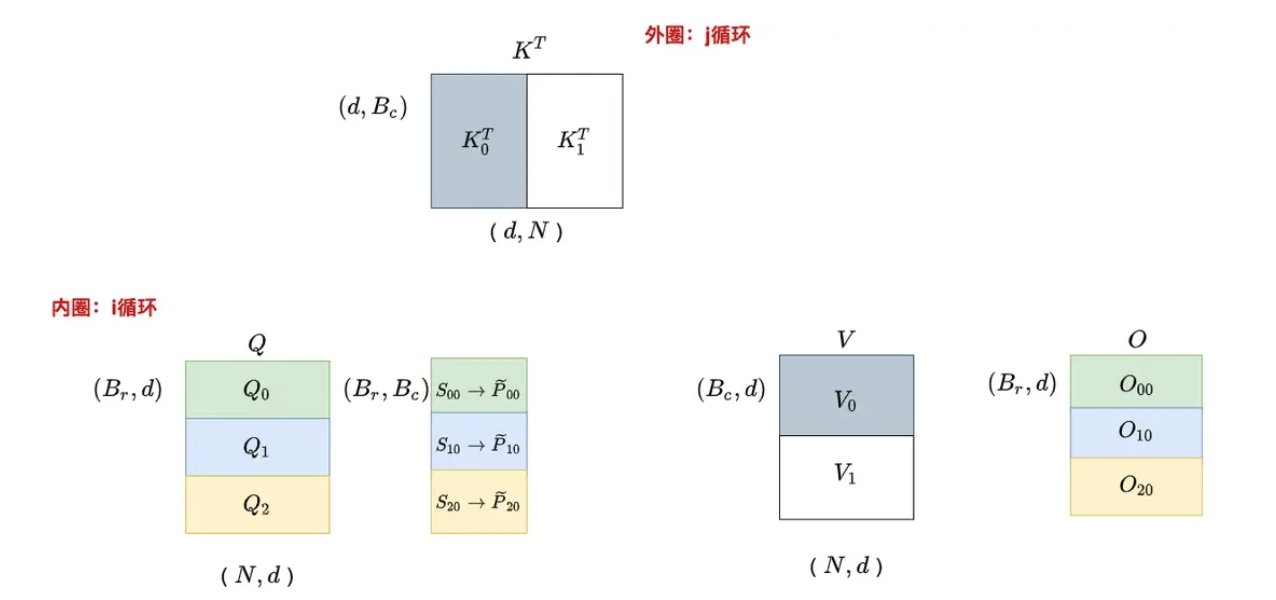 外圈：j循环
K^T
(d, B_c)
K_0^T
K_1^T
(d, N)
内圈：i循环
Q
V
O
(B_r, d)
Q_0
(B_r, B_c)
S_00 → P̃_00
(B_c, d)
V_0
(B_r, d)
O_00
Q_1
S_10 → P̃_10
O_10
V_1
Q_2
S_20 → P̃_20
O_20
(N, d)
(N, d)